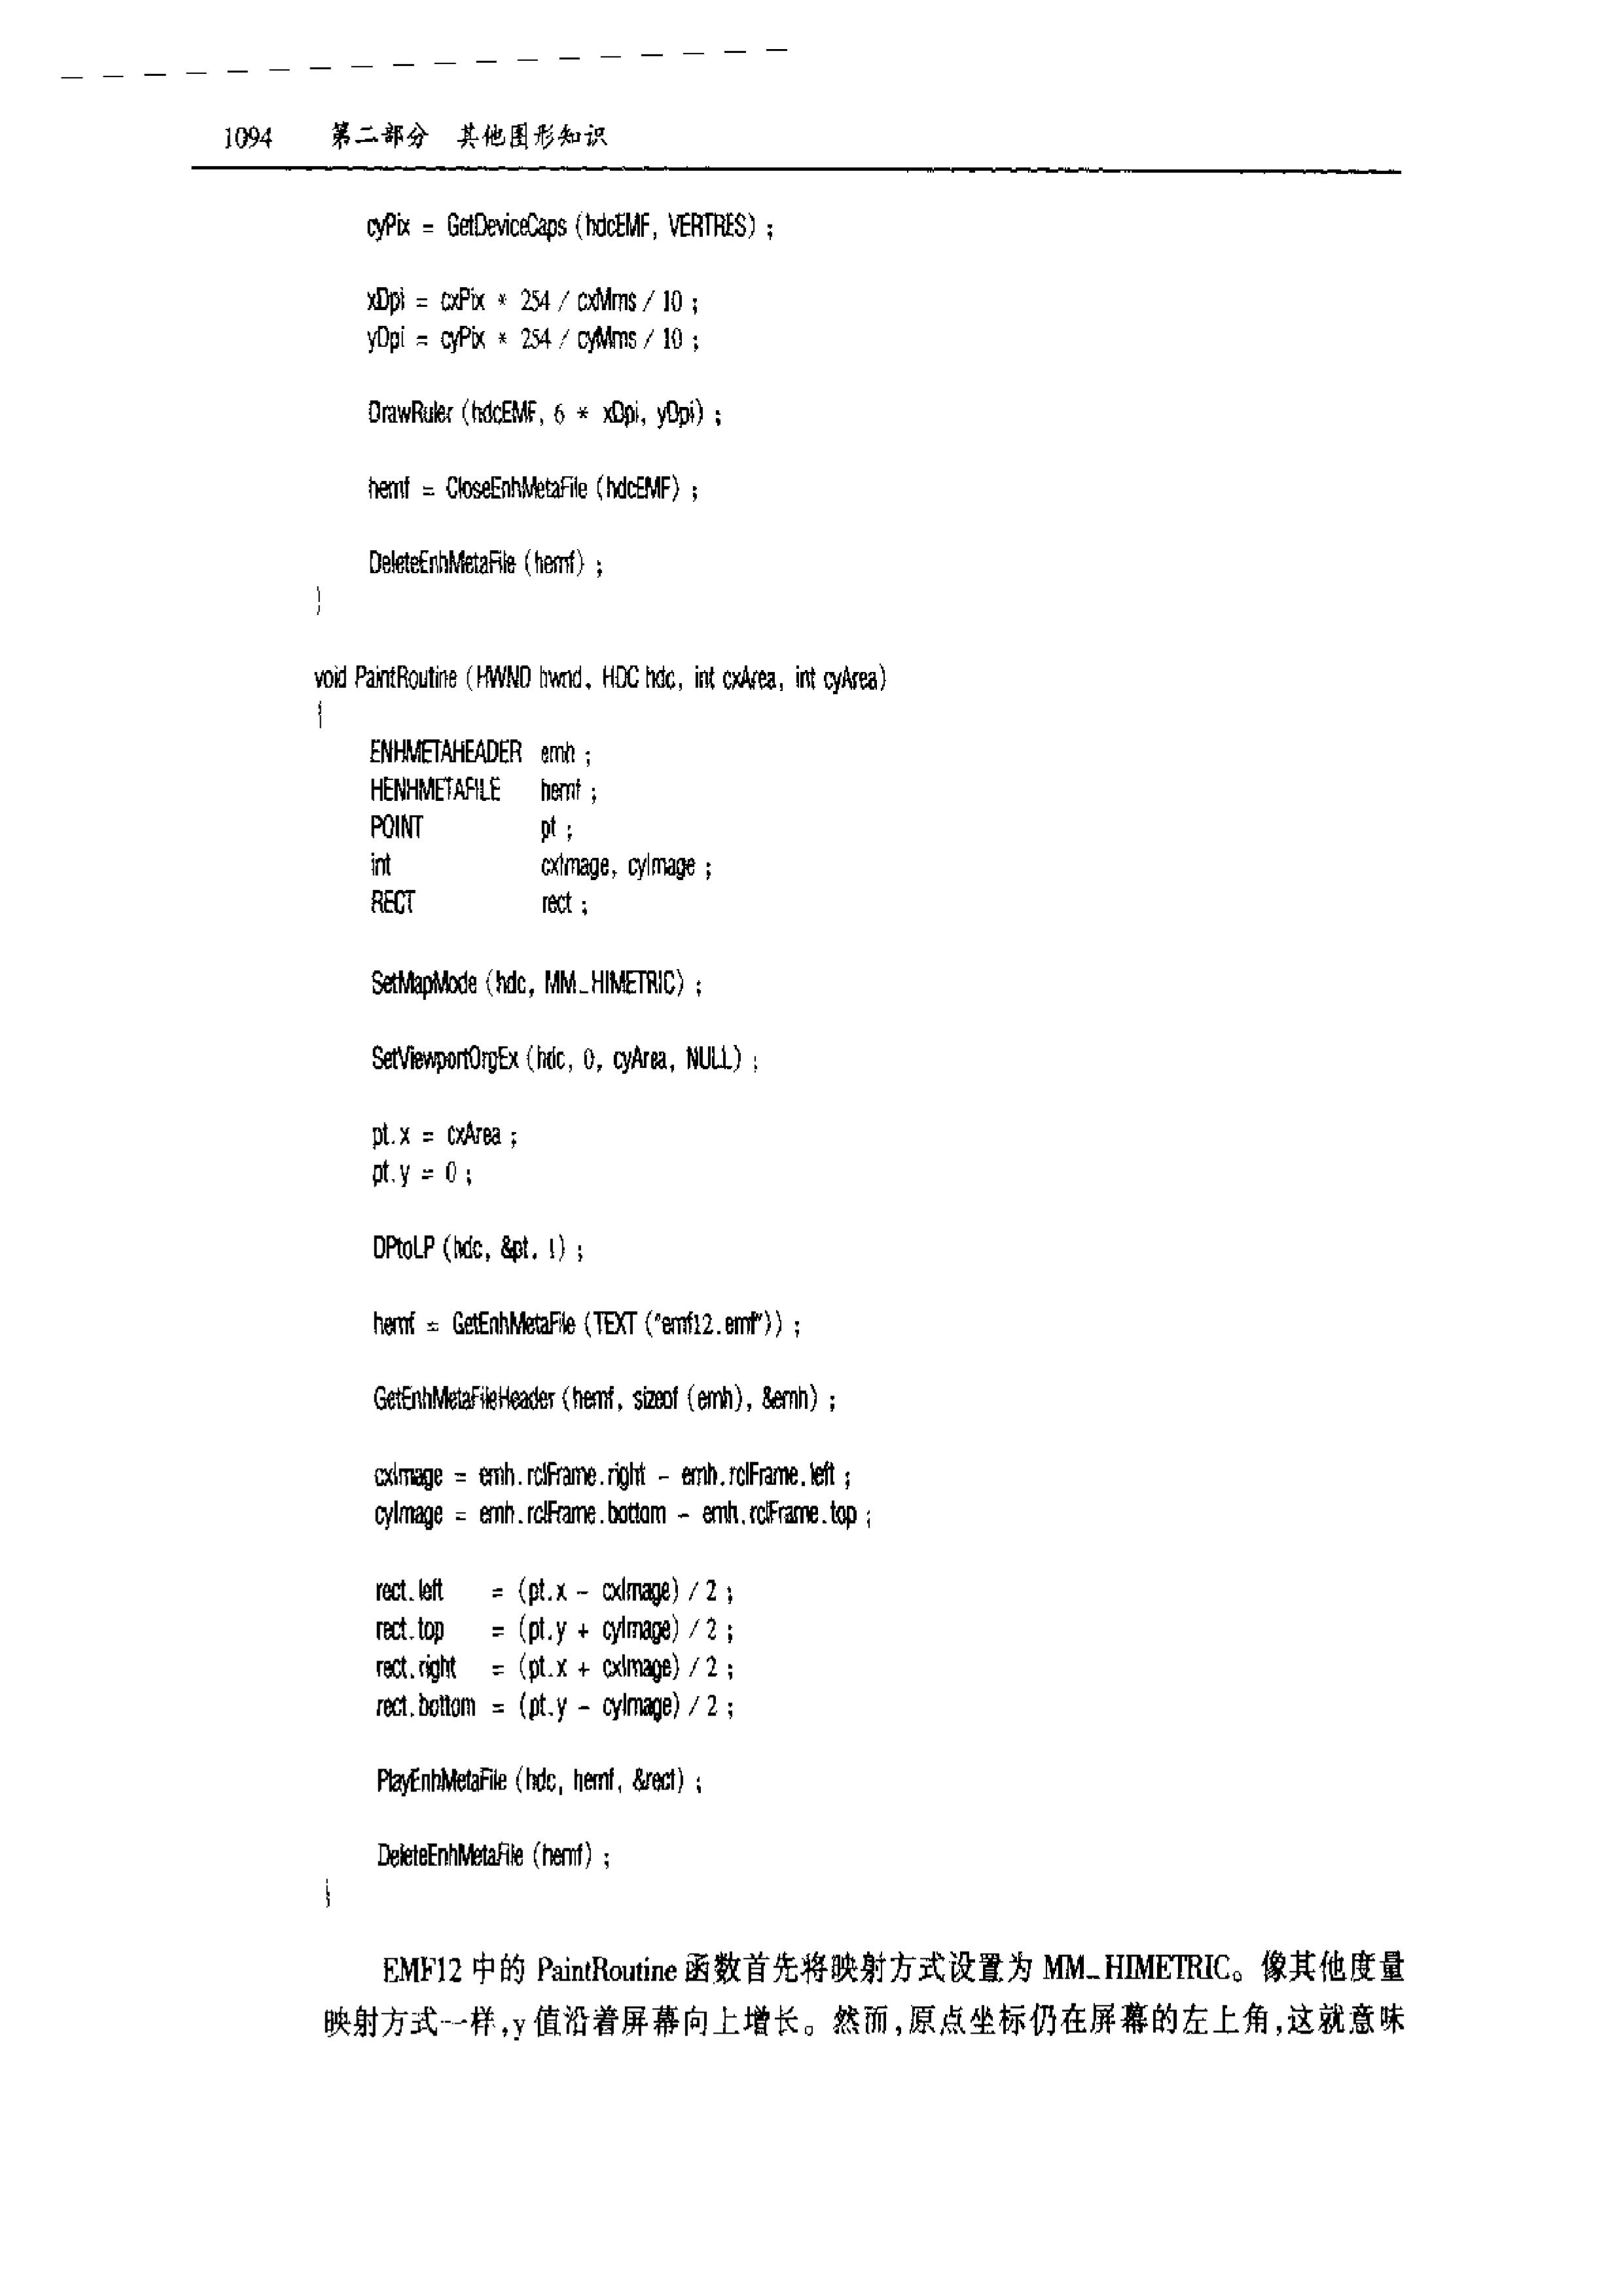 1094 第二部分 其他图形知识
cyPix = GetDeviceCaps (hdcEMF, VERTRES) ;
xDpi = cxPix * 254 / cxMms / 10 ;
yDpi = cyPix * 254 / cyMms / 10 ;
DrawRuler (hdcEMF, 6 * xDpi, yDpi) ;
hemf = CloseEnhMetaFile (hdcEMF) ;
DeleteEnhMetaFile (hemf) ;
}
void PaintRoutine (HWND hwnd, HDC hdc, int cxArea, int cyArea)
{
ENHMETAHEADER emh ;
HENHMETAFILE hemf ;
POINT pt ;
int cxImage, cyImage ;
RECT rect ;
SetMapMode (hdc, MM_HIMETRIC) ;
SetViewportOrgEx (hdc, 0, cyArea, NULL) ;
pt.x = cxArea ;
pt.y = 0 ;
DPtoLP (hdc, &pt, 1) ;
hemf = GetEnhMetaFile (TEXT ("emf12.emf")) ;
GetEnhMetaFileHeader (hemf, sizeof (emh), &emh) ;
cxImage = emh.rclFrame.right - emh.rclFrame.left ;
cyImage = emh.rclFrame.bottom - emh.rclFrame.top ;
rect.left = (pt.x - cxImage) / 2 ;
rect.top = (pt.y + cyImage) / 2 ;
rect.right = (pt.x + cxImage) / 2 ;
rect.bottom = (pt.y - cyImage) / 2 ;
PlayEnhMetaFile (hdc, hemf, &rect) ;
DeleteEnhMetaFile (hemf) ;
}
EMF12 中的 PaintRoutine 函数首先将映射方式设置为 MM_HIMETRIC。像其他度量
映射方式一样,y 值沿着屏幕向上增长。然而,原点坐标仍在屏幕的左上角,这就意味